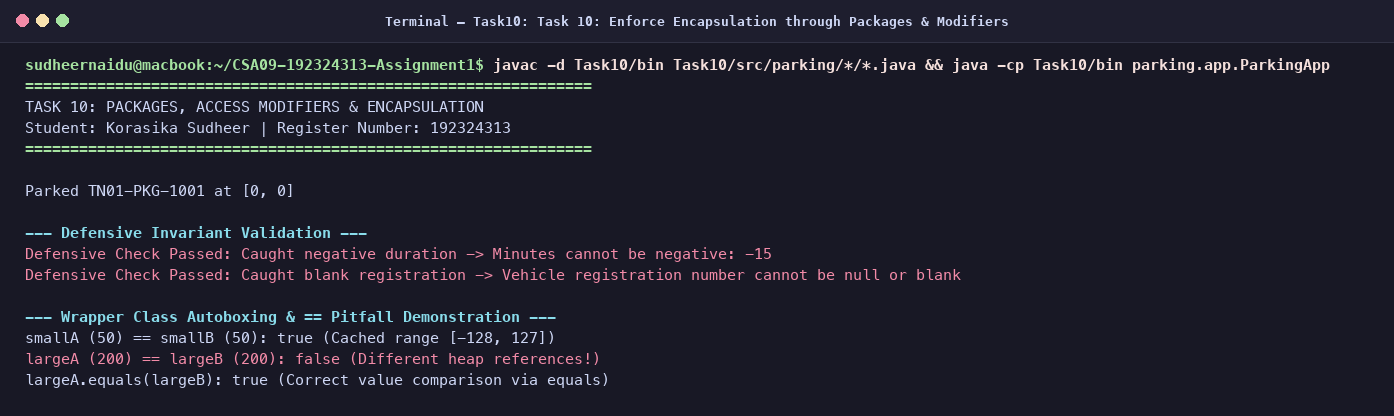 Terminal — Task10: Task 10: Enforce Encapsulation through Packages & Modifiers
sudheernaidu@macbook:~/CSA09-192324313-Assignment1$ javac -d Task10/bin Task10/src/parking/*/*.java && java -cp Task10/bin parking.app.ParkingApp
===============================================================
TASK 10: PACKAGES, ACCESS MODIFIERS & ENCAPSULATION
Student: Korasika Sudheer | Register Number: 192324313
===============================================================
Parked TN01-PKG-1001 at [0, 0]
--- Defensive Invariant Validation ---
Defensive Check Passed: Caught negative duration -> Minutes cannot be negative: -15
Defensive Check Passed: Caught blank registration -> Vehicle registration number cannot be null or blank
--- Wrapper Class Autoboxing & == Pitfall Demonstration ---
smallA (50) == smallB (50): true (Cached range [-128, 127])
largeA (200) == largeB (200): false (Different heap references!)
largeA.equals(largeB): true (Correct value comparison via equals)